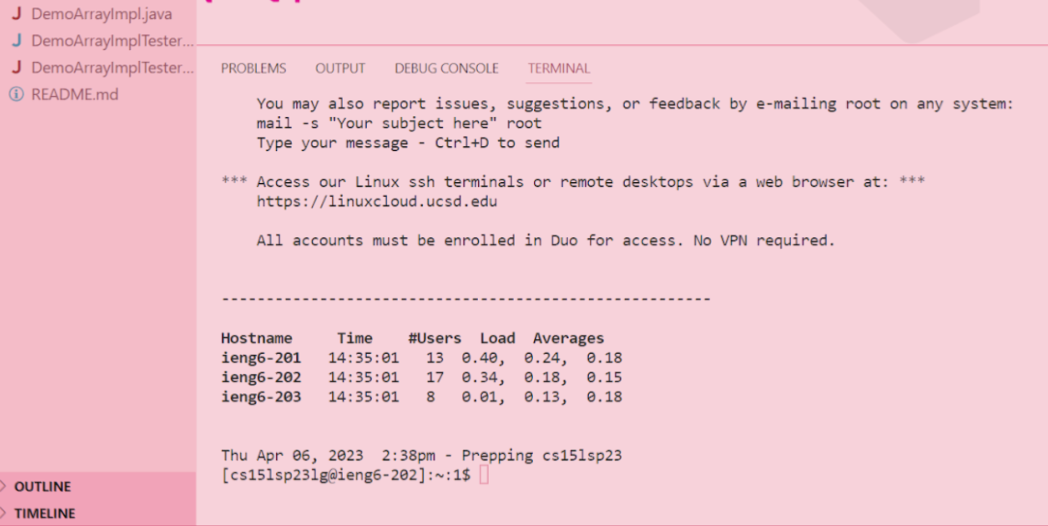 DemoArrayImpl.java
DemoArrayImplTester...
DemoArrayImplTester...
README.md
PROBLEMS OUTPUT DEBUG CONSOLE TERMINAL
You may also report issues, suggestions, or feedback by e-mailing root on any system:
mail -s "Your subject here" root
Type your message - Ctrl+D to send
*** Access our Linux ssh terminals or remote desktops via a web browser at: ***
https://linuxcloud.ucsd.edu
All accounts must be enrolled in Duo for access. No VPN required.
-------------------------------------------------------
Hostname Time #Users Load Averages
ieng6-201 14:35:01 13 0.40, 0.24, 0.18
ieng6-202 14:35:01 17 0.34, 0.18, 0.15
ieng6-203 14:35:01 8 0.01, 0.13, 0.18
Thu Apr 06, 2023 2:38pm - Prepping cs15lsp23
[cs15lsp23lg@ieng6-202]:~:1$
OUTLINE
TIMELINE